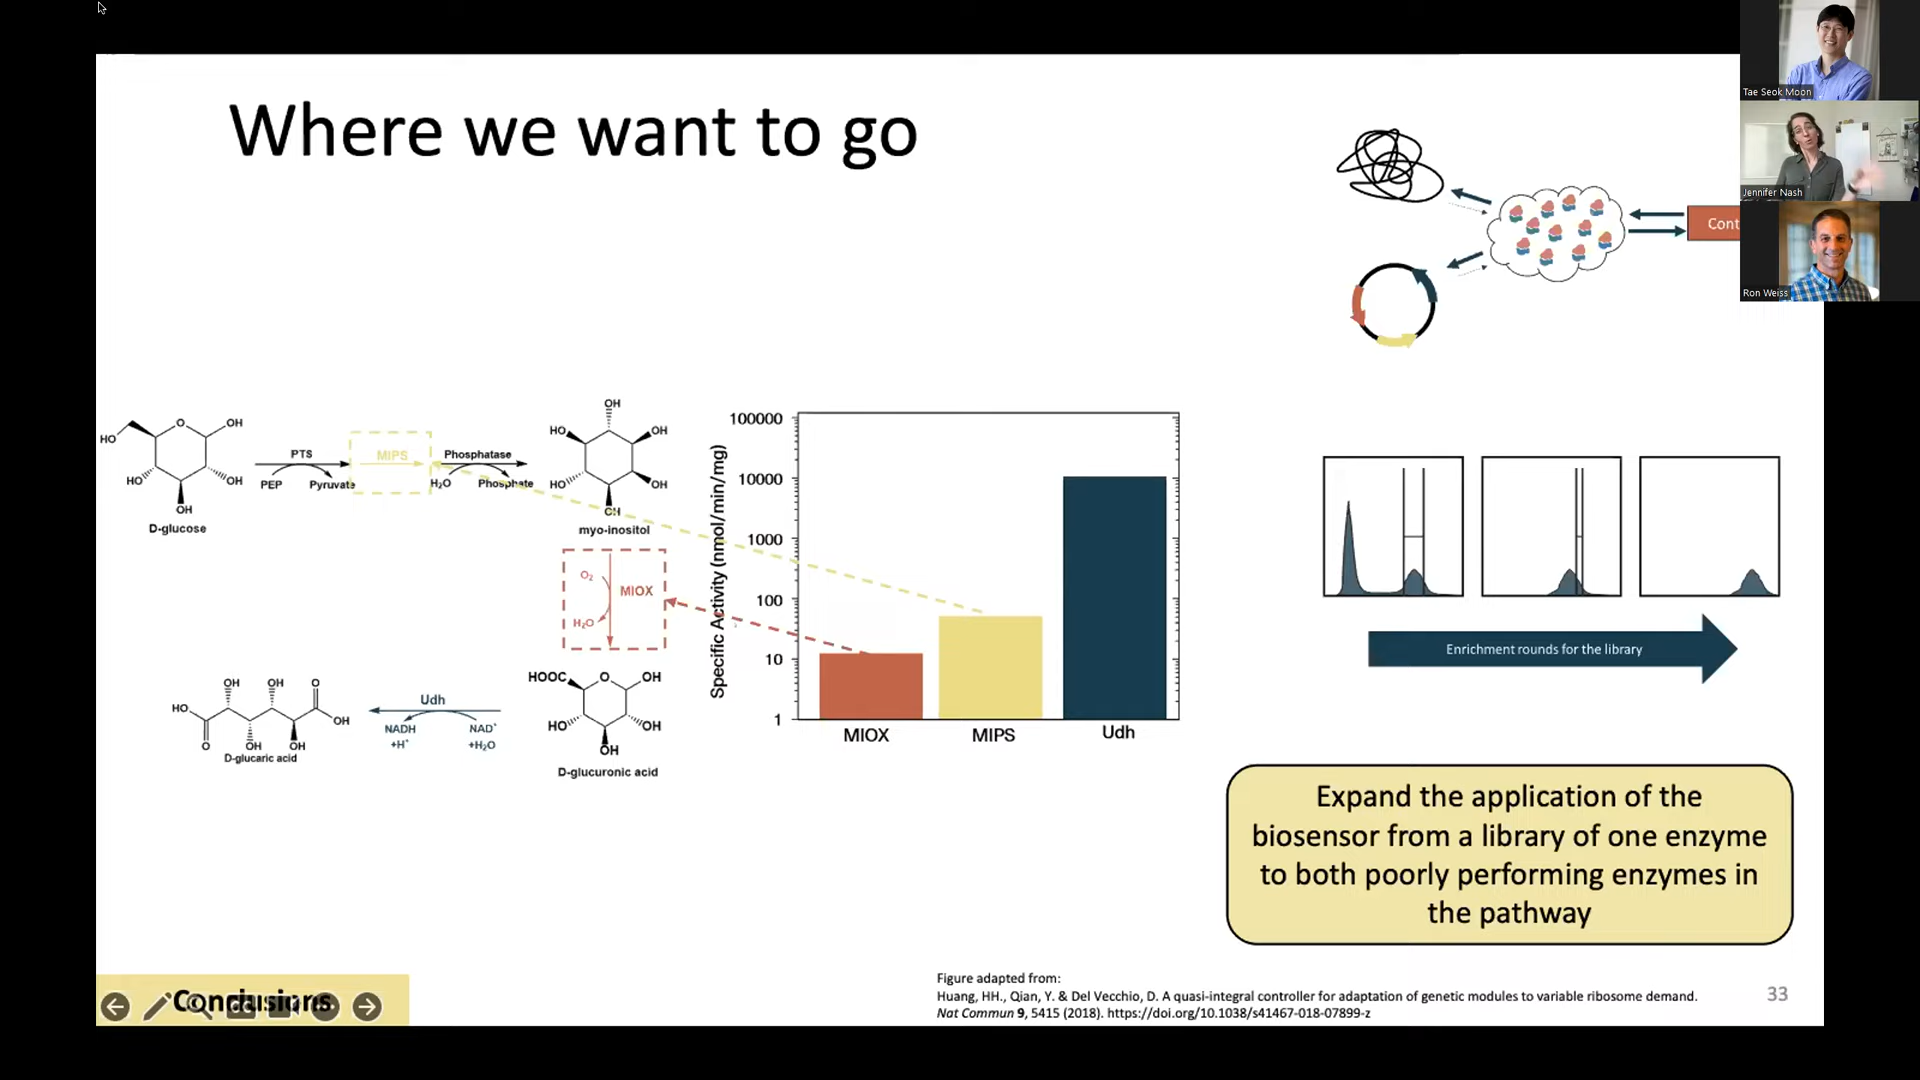 Where we want to go
Cont
Tae Seok Moon
Jennifer Nash
Ron Weiss
HO
O
OH
OH
OH
HO
OH
D-glucose
PTS
PEP
Pyruvate
MIPS
Phosphatase
H₂O
Phosphate
OH
HO
OH
HO
OH
OH
myo-inositol
O₂
MIOX
H₂O
HOOC
O
OH
HO
OH
OH
D-glucuronic acid
Udh
NADH
+H⁺
NAD⁺
+H₂O
OH
OH
O
HO
OH
O
OH
OH
D-glucaric acid
Specific Activity (nmol/min/mg)
100000
10000
1000
100
10
1
MIOX
MIPS
Udh
Enrichment rounds for the library
Expand the application of the
biosensor from a library of one enzyme
to both poorly performing enzymes in
the pathway
Conclusions
Figure adapted from:
Huang, HH., Qian, Y. & Del Vecchio, D. A quasi-integral controller for adaptation of genetic modules to variable ribosome demand.
Nat Commun 9, 5415 (2018). https://doi.org/10.1038/s41467-018-07899-z
33